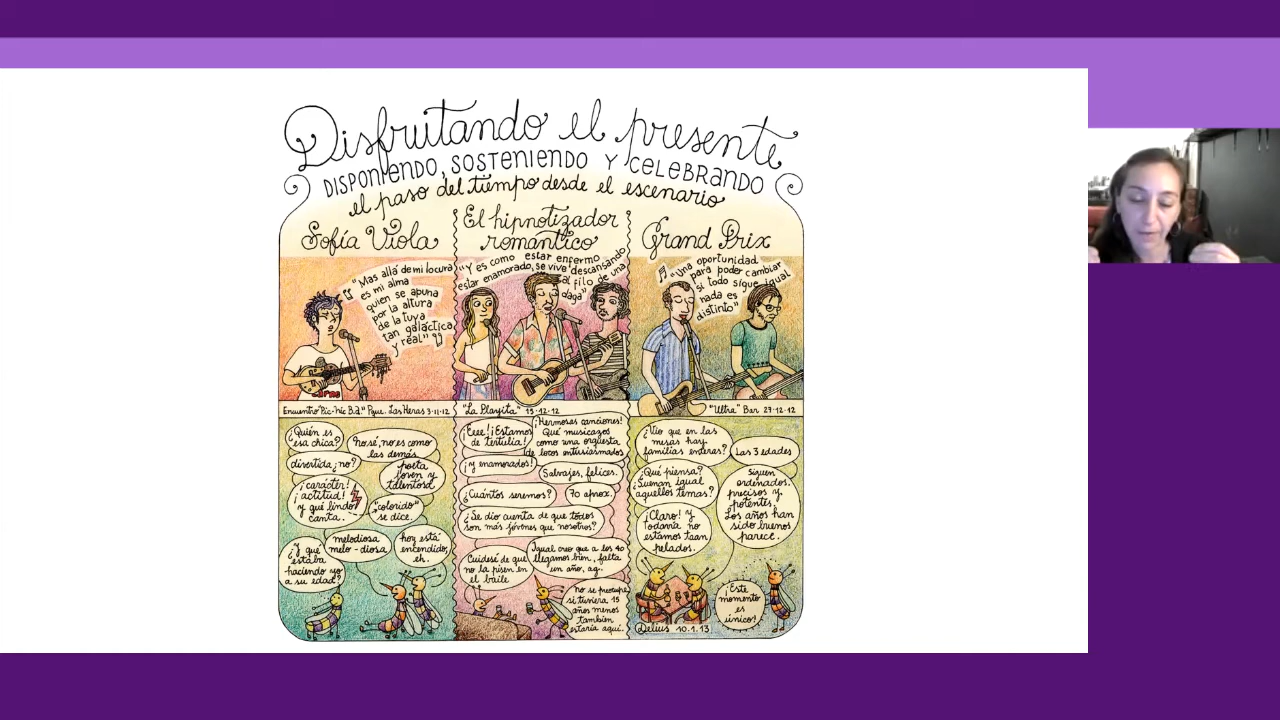 Disfrutando el presente
DISPONIENDO, SOSTENIENDO Y CELEBRANDO
el paso del tiempo desde el escenario
Sofía Viola
"Mas allá de mi locura
es mi alma
quien se apuna
por la altura
de la tuya
tan galáctica
y real"
Encuentro "Pic-Nic B.A." Pque. Las Heras 3·11·12
¿Quién es
esa chica?
No sé, no es como
las demás.
divertida, ¿no?
poeta
joven y
talentosa
¡carácter!
¡actitud!
y qué lindo
canta.
"colorido"
se dice.
melodiosa
melo-diosa
hoy está
encendido,
eh.
¿Y qué
estaba
haciendo yo
a su edad?
El hipnotizador
romántico
"Y es como estar enfermo
estar enamorado, se vive descansando
al filo de una
daga"
"La Playita" 15·12·12
¡Eeee! ¡Estamos
de tertulia!
¡Hermosas canciones!
Qué musicazos
como una orquesta
de locos entusiasmados
¡y enamorados!
Salvajes, felices.
¿Cuántos seremos?
70 aprox.
¿Se dio cuenta de que todos
son más jóvenes que nosotros?
Cuidesé de que
no la pisen en
el baile
Igual creo que a los 40
llegamos bien, falta
un año, ag.
no se preocupe
si tuviera 15
años menos
tambien
estaría aquí.
Grand Prix
"Una oportunidad
para poder cambiar
si todo sigue igual
nada es
distinto"
"Ultra" Bar 29·12·12
¿Vio que en las
mesas hay
familias enteras?
Las 3 edades
¿Qué piensa?
¿Suenan igual
aquellos temas?
Siguen
ordenados,
precisos y
potentes.
Los años han
sido buenos
parece.
¡Claro! y
Todavía no
estamos taan
pelados.
¡Este
momento
es
único!
Delius 10.1.13